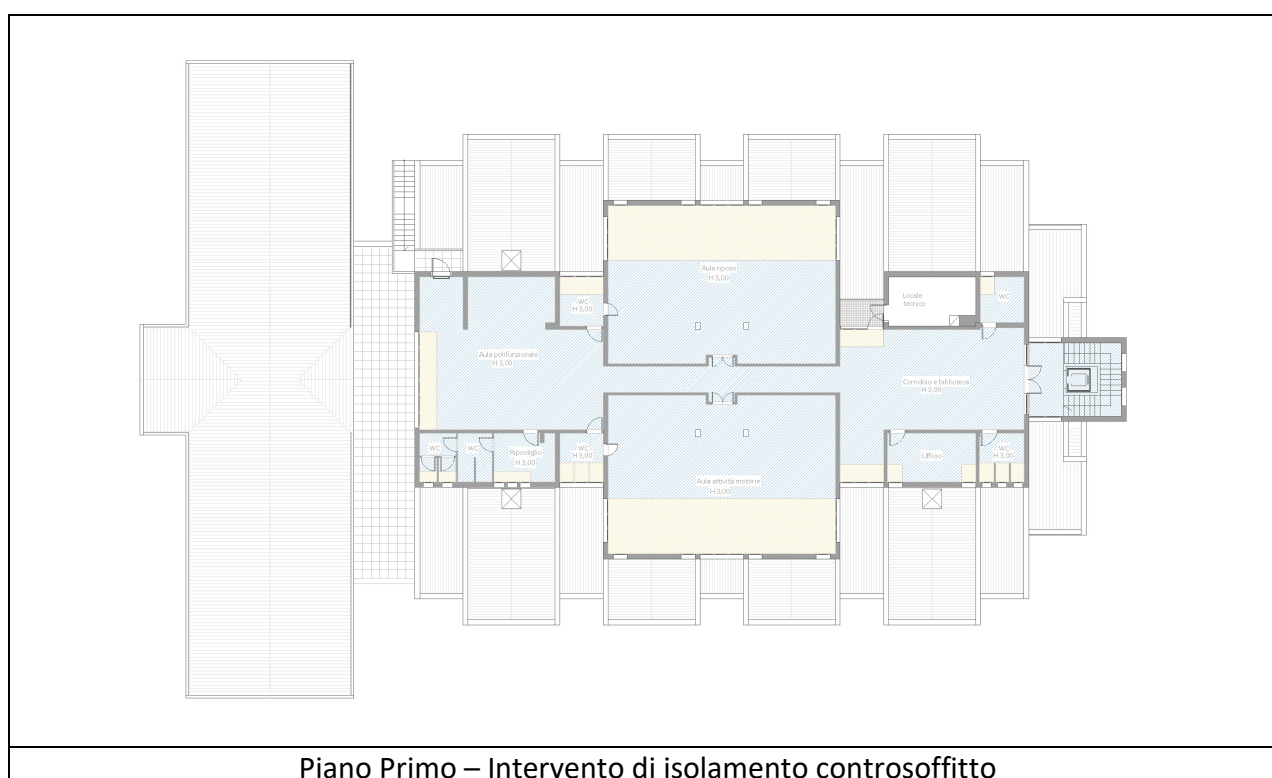 Aula riposo
H 3,00
WC
H 3,00
Locale
tecnico
WC
Aula polifunzionale
H 3,00
Corridoio e biblioteca
H 3,00
WC
Ripostiglio
H 3,00
WC
WC
H 3,00
Aula attività motorie
H 3,00
Ufficio
WC
H 3,00
Piano Primo – Intervento di isolamento controsoffitto